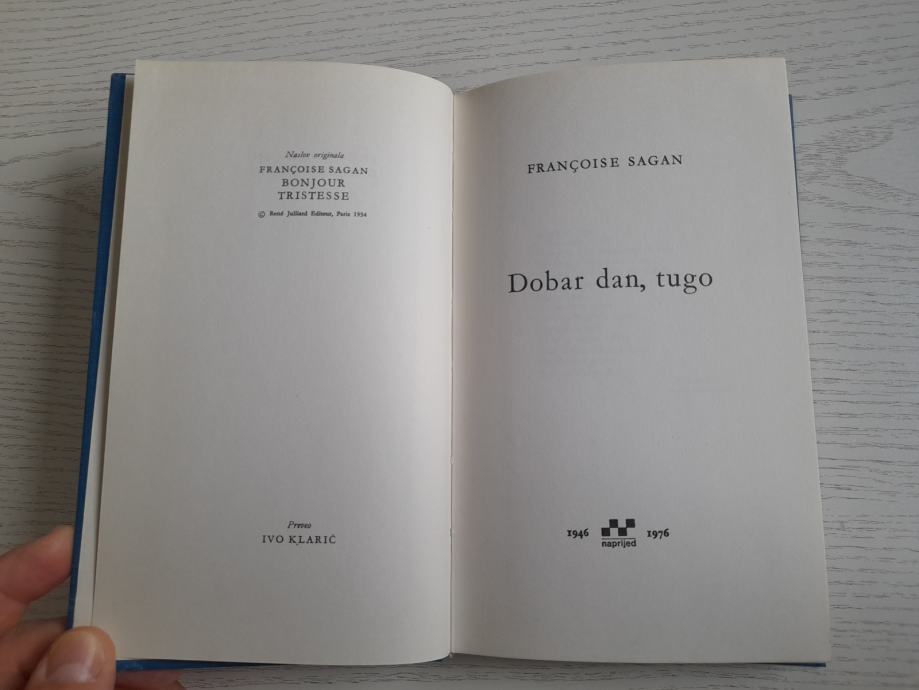 Naslov originala
FRANÇOISE SAGAN
BONJOUR
TRISTESSE
© René Julliard Editeur, Paris 1954
Preveo
IVO KLARIĆ
FRANÇOISE SAGAN
Dobar dan, tugo
1946 naprijed 1976